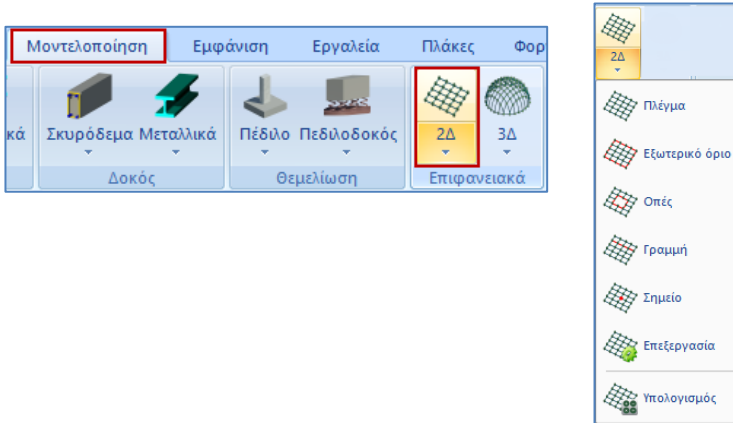 Μοντελοποίηση Εμφάνιση Εργαλεία Πλάκες Φορ
κά Σκυρόδεμα Μεταλλικά Πέδιλο Πεδιλοδοκός 2Δ 3Δ
Δοκός Θεμελίωση Επιφανειακά
2Δ
Πλέγμα
Εξωτερικό όριο
Οπές
Γραμμή
Σημείο
Επεξεργασία
Υπολογισμός